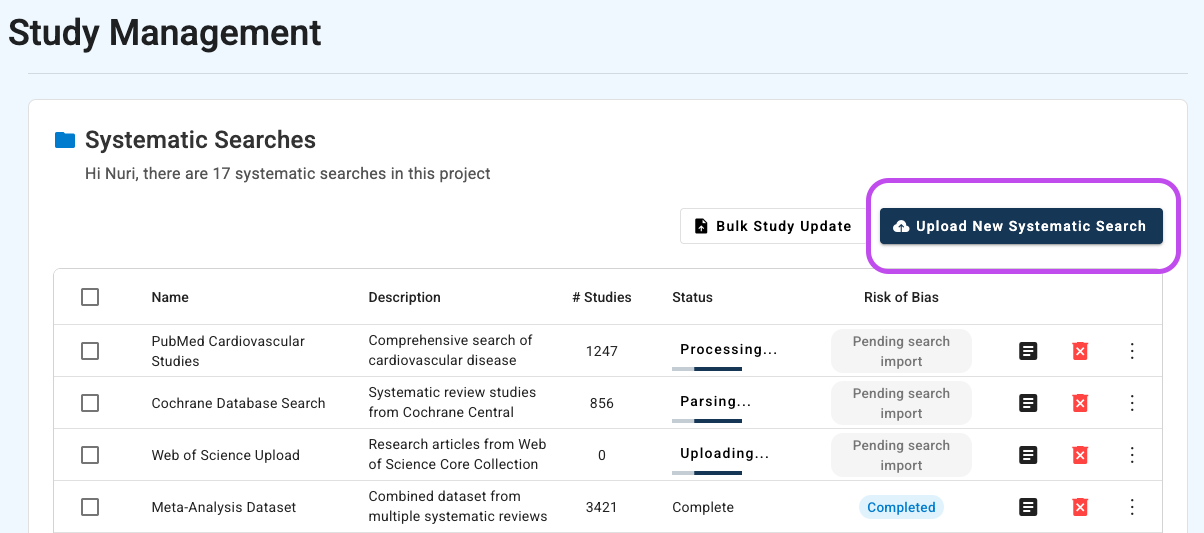 Study Management
Systematic Searches
Hi Nuri, there are 17 systematic searches in this project
Bulk Study Update
Upload New Systematic Search
Name Description # Studies Status Risk of Bias
PubMed Cardiovascular
Studies
Comprehensive search of
cardiovascular disease
1247
Processing...
Pending search
import
Cochrane Database Search
Systematic review studies
from Cochrane Central
856
Parsing...
Pending search
import
Web of Science Upload
Research articles from Web
of Science Core Collection
0
Uploading...
Pending search
import
Meta-Analysis Dataset
Combined dataset from
multiple systematic reviews
3421
Complete
Completed